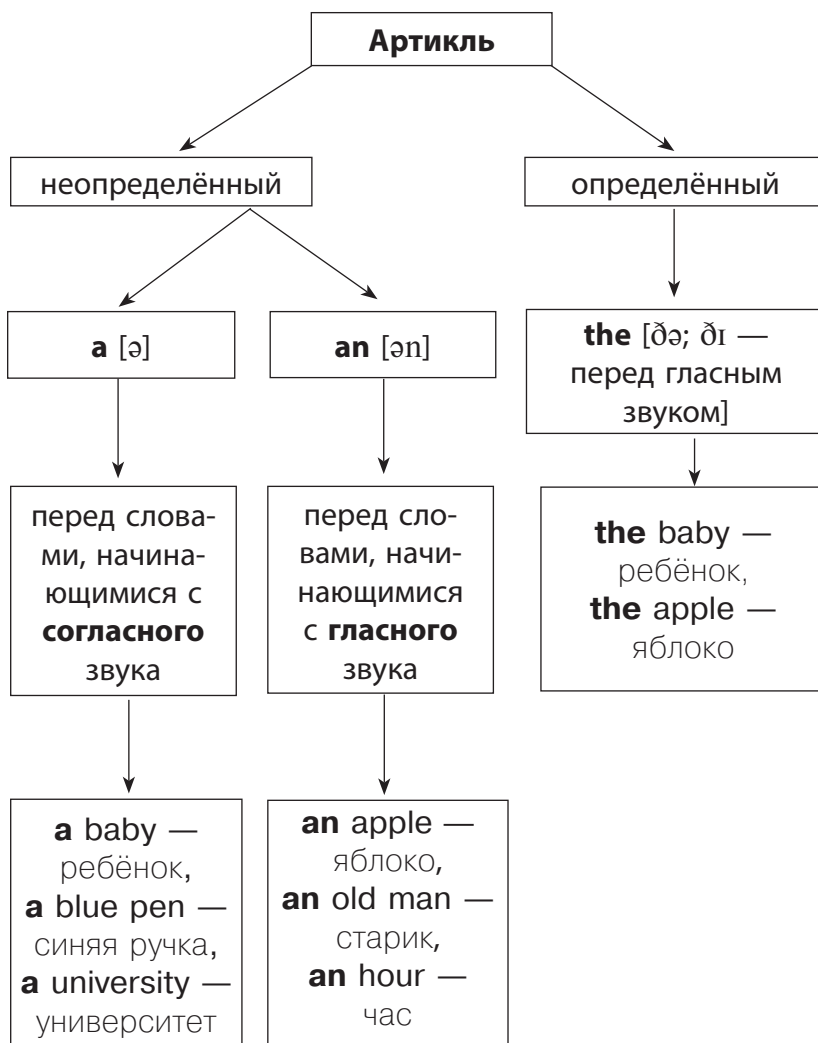 Артикль
неопределённый
определённый
a [ə]
an [ən]
the [ðə; ðɪ —
перед гласным
звуком]
перед слова-
ми, начина-
ющимися с
согласного
звука
перед сло-
вами, начи-
нающимися
с гласного
звука
the baby —
ребёнок,
the apple —
яблоко
a baby —
ребёнок,
a blue pen —
синяя ручка,
a university —
университет
an apple —
яблоко,
an old man —
старик,
an hour —
час